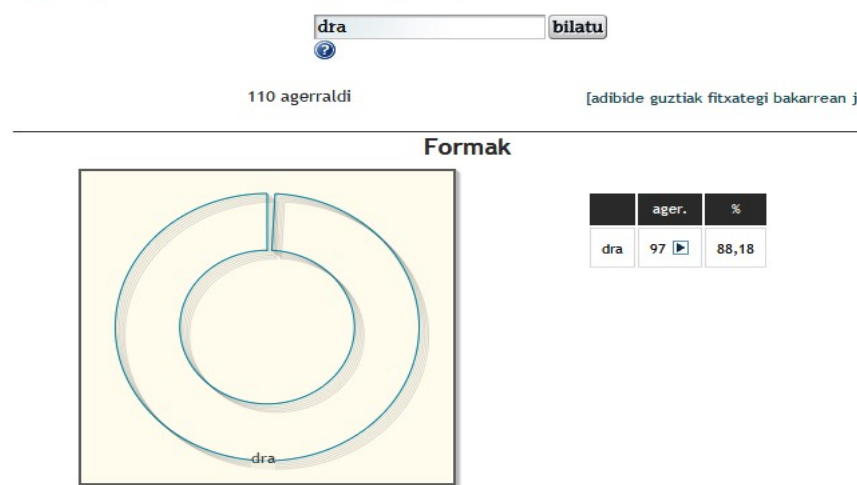 dra bilatu
?
110 agerraldi [adibide guztiak fitxategi bakarrean j
Formak
ager. %
dra 97 88,18
dra